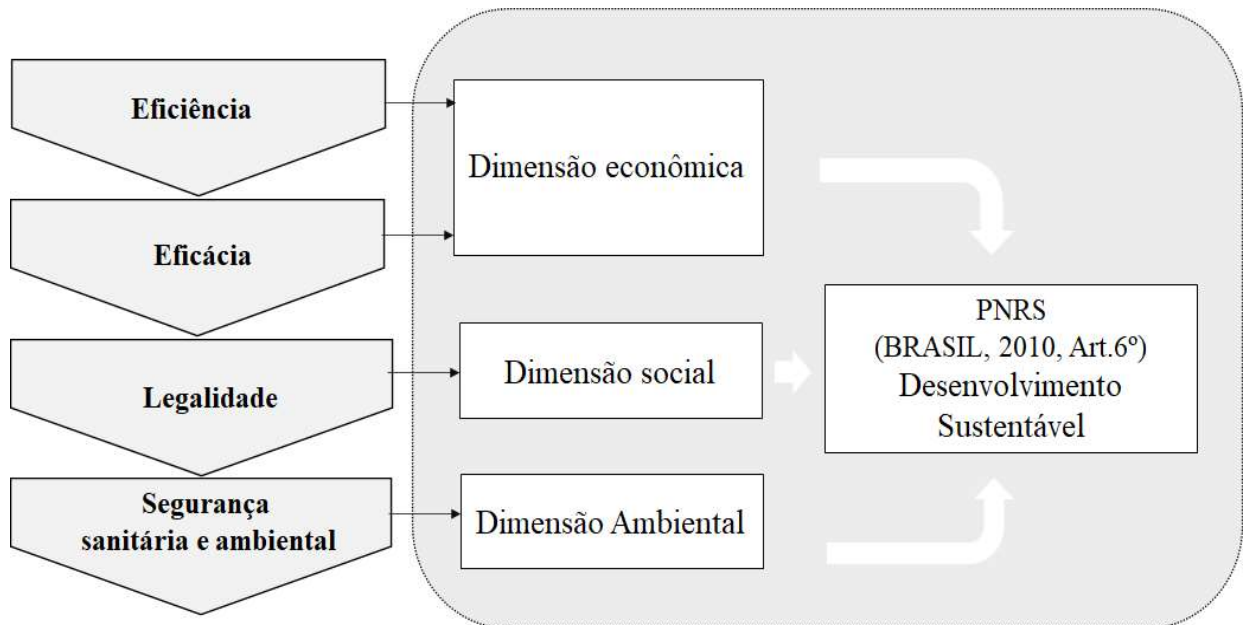 Eficiência
Eficácia
Legalidade
Segurança
sanitária e ambiental
Dimensão econômica
Dimensão social
Dimensão Ambiental
PNRS
(BRASIL, 2010, Art.6º)
Desenvolvimento
Sustentável